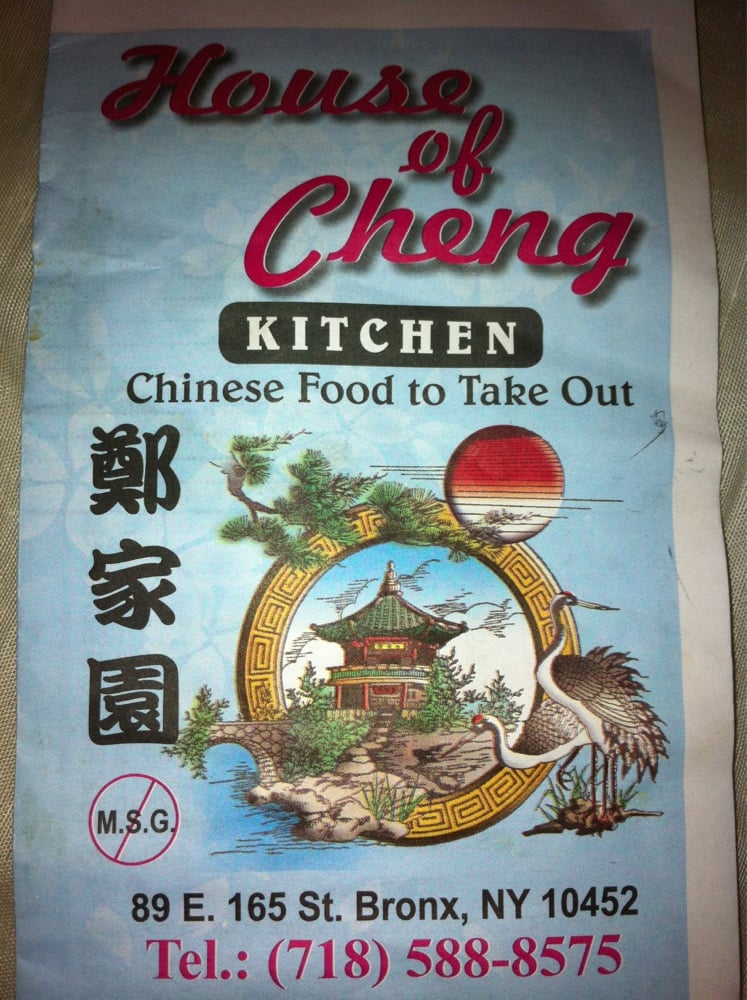 House
of
Cheng
KITCHEN
Chinese Food to Take Out
鄭家園
M.S.G.
89 E. 165 St. Bronx, NY 10452
Tel.: (718) 588-8575